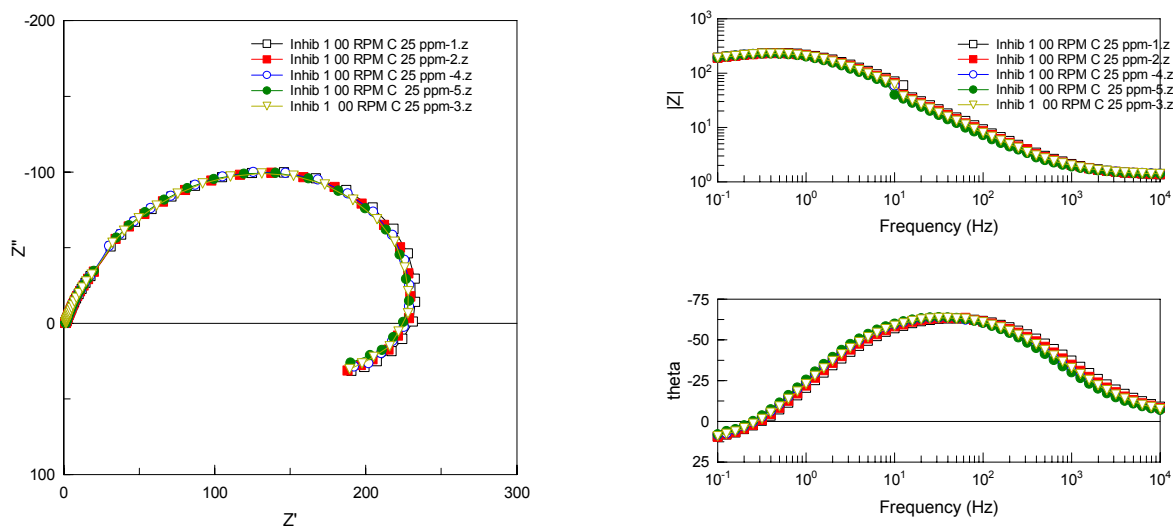 -200
-150
-100
-50
0
50
100
0
100
200
300
Z'
Z''
Inhib 1 00 RPM C 25 ppm-1.z
Inhib 1 00 RPM C 25 ppm-2.z
Inhib 1 00 RPM C 25 ppm -4.z
Inhib 1 00 RPM C  25 ppm-5.z
Inhib 1  00 RPM C 25 ppm-3.z
10³
10²
10¹
10⁰
10⁻¹
10⁰
10¹
10²
10³
10⁴
Frequency (Hz)
|Z|
Inhib 1 00 RPM C 25 ppm-1.z
Inhib 1 00 RPM C 25 ppm-2.z
Inhib 1 00 RPM C 25 ppm -4.z
Inhib 1 00 RPM C  25 ppm-5.z
Inhib 1  00 RPM C 25 ppm-3.z
-75
-50
-25
0
25
10⁻¹
10⁰
10¹
10²
10³
10⁴
Frequency (Hz)
theta